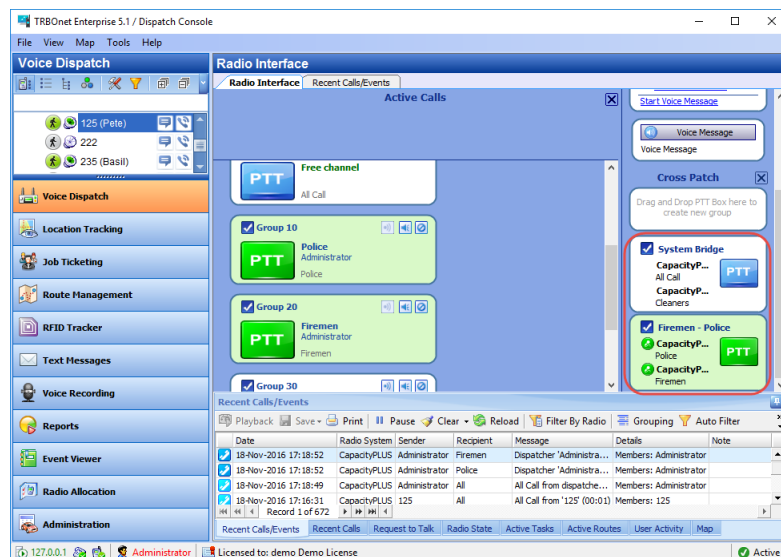 TRBOnet Enterprise 5.1 / Dispatch Console
File View Map Tools Help
Voice Dispatch
125 (Pete)
222
235 (Basil)
Voice Dispatch
Location Tracking
Job Ticketing
Route Management
RFID Tracker
Text Messages
Voice Recording
Reports
Event Viewer
Radio Allocation
Administration
Radio Interface
Radio Interface Recent Calls/Events
Active Calls
Free channel
PTT
All Call
Group 10
Police
Administrator
PTT
Police
Group 20
Firemen
Administrator
PTT
Firemen
Group 30
Start Voice Message
Voice Message
Voice Message
Cross Patch
Drag and Drop PTT Box here to
create new group
System Bridge
CapacityP...
All Call
PTT
CapacityP...
Cleaners
Firemen - Police
CapacityP...
Police
PTT
CapacityP...
Firemen
Recent Calls/Events
Playback Save Print Pause Clear Reload Filter By Radio Grouping Auto Filter
Date Radio System Sender Recipient Message Details Note
18-Nov-2016 17:18:52 CapacityPLUS Administrator Firemen Dispatcher 'Administra... Members: Administrator
18-Nov-2016 17:18:52 CapacityPLUS Administrator Police Dispatcher 'Administra... Members: Administrator
18-Nov-2016 17:18:49 CapacityPLUS Administrator All All Call from dispatche... Members: Administrator
18-Nov-2016 17:16:31 CapacityPLUS 125 All All Call from '125' (00:01) Members: 125
Record 1 of 672
Recent Calls/Events Recent Calls Request to Talk Radio State Active Tasks Active Routes User Activity Map
127.0.0.1 Administrator Licensed to: demo Demo License Active